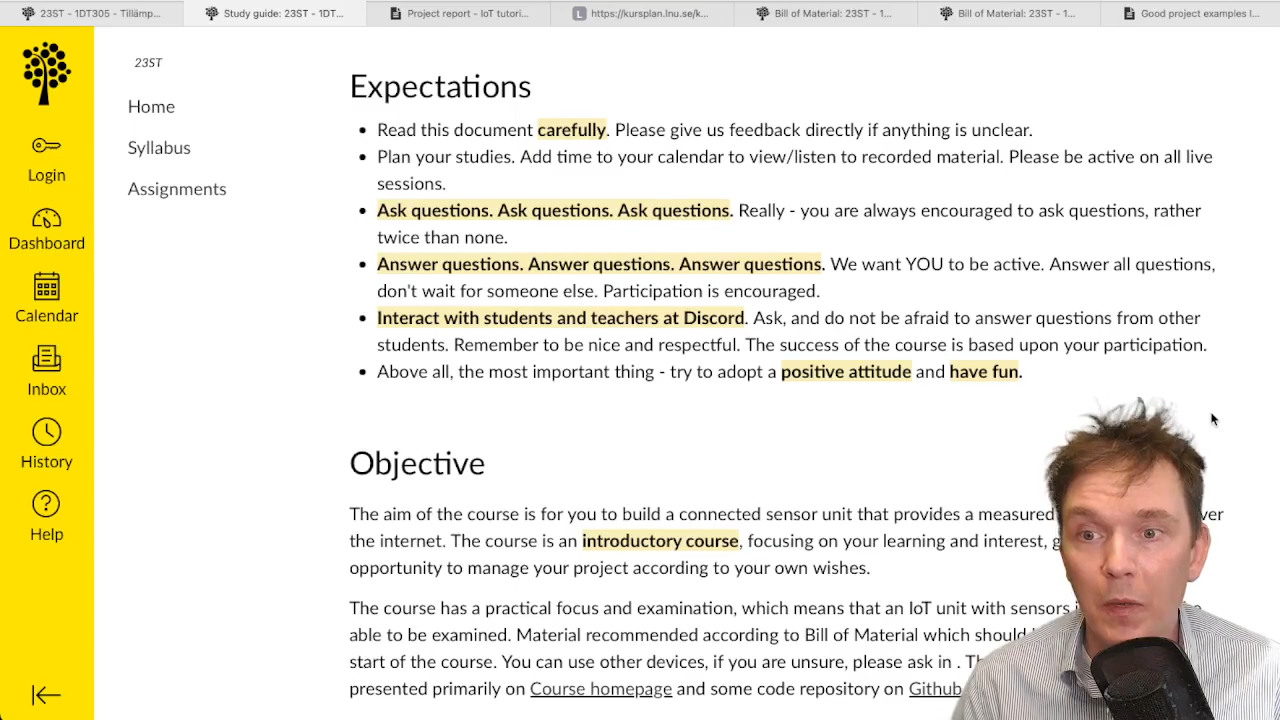 23ST - 1DT305 - Tillämp...
Study guide: 23ST - 1DT...
Project report - IoT tutori...
L https://kursplan.lnu.se/k...
Bill of Material: 23ST - 1...
Bill of Material: 23ST - 1...
Good project examples I...
Login
Dashboard
Calendar
Inbox
History
Help
23ST
Home
Syllabus
Assignments
Expectations
• Read this document carefully. Please give us feedback directly if anything is unclear.
• Plan your studies. Add time to your calendar to view/listen to recorded material. Please be active on all live
sessions.
• Ask questions. Ask questions. Ask questions. Really - you are always encouraged to ask questions, rather
twice than none.
• Answer questions. Answer questions. Answer questions. We want YOU to be active. Answer all questions,
don't wait for someone else. Participation is encouraged.
• Interact with students and teachers at Discord. Ask, and do not be afraid to answer questions from other
students. Remember to be nice and respectful. The success of the course is based upon your participation.
• Above all, the most important thing - try to adopt a positive attitude and have fun.
Objective
The aim of the course is for you to build a connected sensor unit that provides a measured
the internet. The course is an introductory course, focusing on your learning and interest,
opportunity to manage your project according to your own wishes.
The course has a practical focus and examination, which means that an IoT unit with sensors
able to be examined. Material recommended according to Bill of Material which should
start of the course. You can use other devices, if you are unsure, please ask in .
presented primarily on Course homepage and some code repository on Github